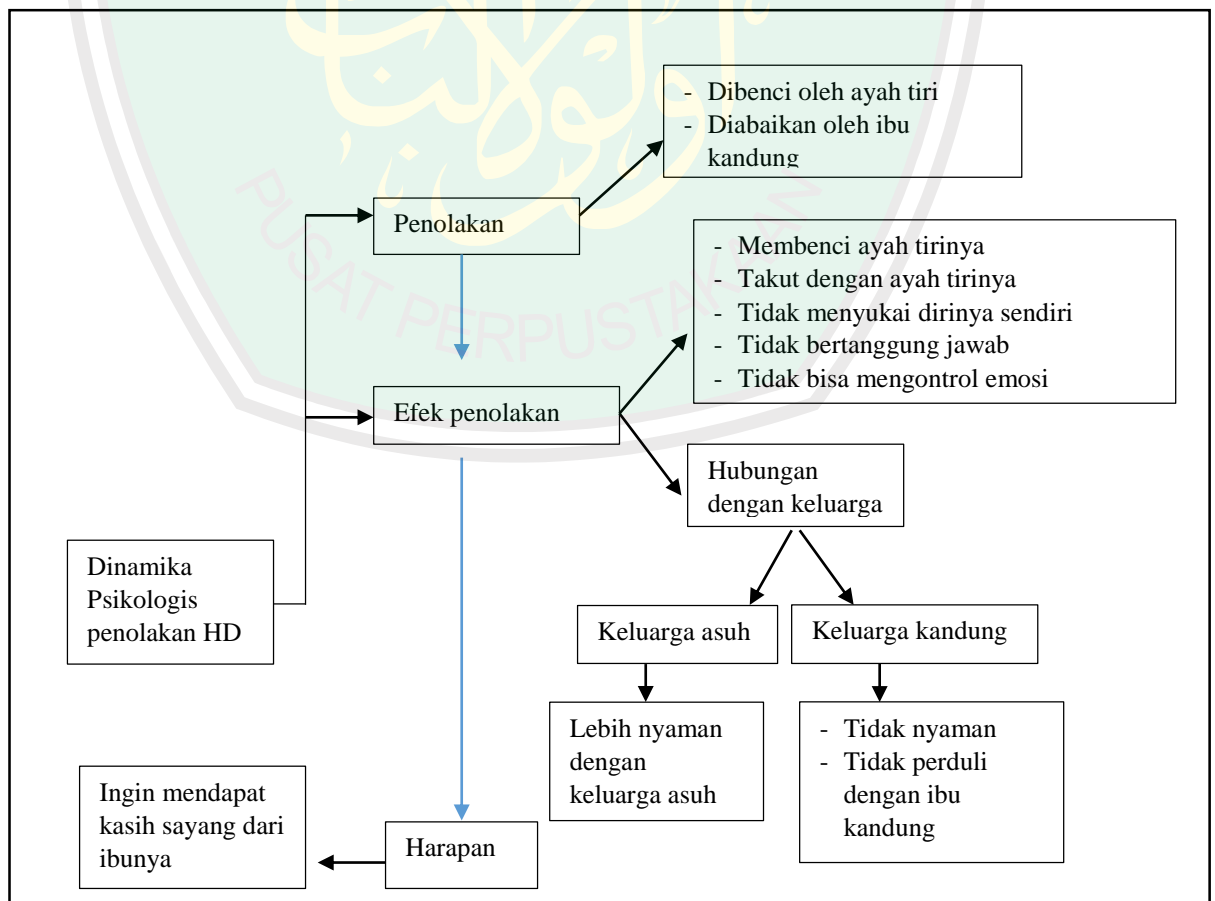 - Dibenci oleh ayah tiri
- Diabaikan oleh ibu
kandung
Penolakan
- Membenci ayah tirinya
- Takut dengan ayah tirinya
- Tidak menyukai dirinya sendiri
- Tidak bertanggung jawab
- Tidak bisa mengontrol emosi
Efek penolakan
Hubungan
dengan keluarga
Dinamika
Psikologis
penolakan HD
Keluarga asuh
Keluarga kandung
Lebih nyaman
dengan
keluarga asuh
- Tidak nyaman
- Tidak perduli
dengan ibu
kandung
Ingin mendapat
kasih sayang dari
ibunya
Harapan
PUSAT PERPUSTAKAAN